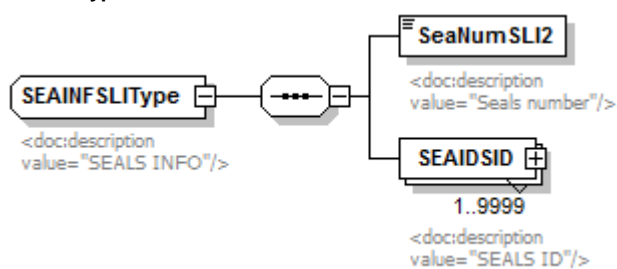 SeaNumSLI2
<doc:description
value="Seals number"/>
SEAINFSLIType
<doc:description
value="SEALS INFO"/>
SEAIDSID
1..9999
<doc:description
value="SEALS ID"/>